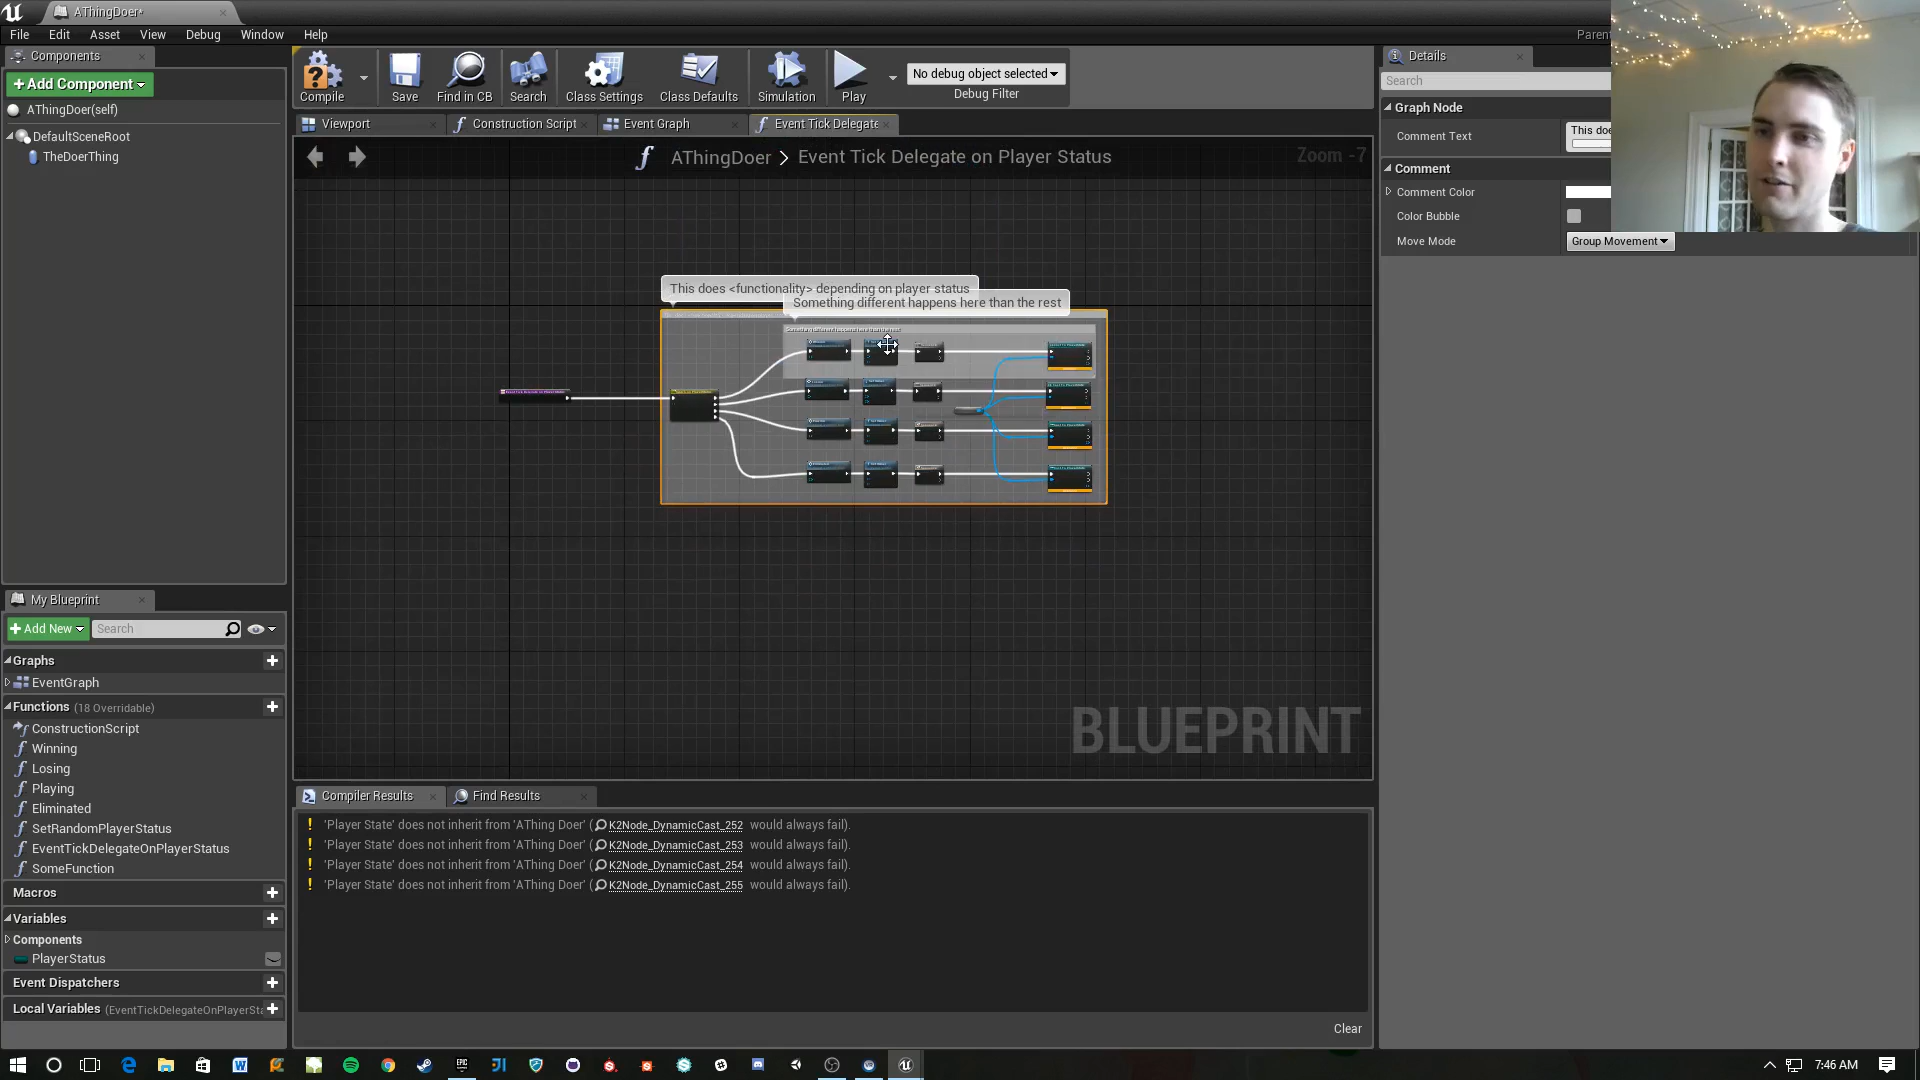 AThingDoer*
File Edit Asset View Debug Window Help
Paren
Components
+ Add Component
AThingDoer(self)
DefaultSceneRoot
TheDoerThing
Compile
Save
Find in CB
Search
Class Settings
Class Defaults
Simulation
Play
No debug object selected
Debug Filter
Viewport
Construction Script
Event Graph
Event Tick Delegate
AThingDoer > Event Tick Delegate on Player Status
Zoom -7
This does <functionality> depending on player status
Something different happens here than the rest
Something different happens here than the rest
BLUEPRINT
Details
Search
Graph Node
Comment Text
This doe
Comment
Comment Color
Color Bubble
Move Mode
Group Movement
My Blueprint
+ Add New
Search
Graphs
EventGraph
Functions (18 Overridable)
ConstructionScript
Winning
Losing
Playing
Eliminated
SetRandomPlayerStatus
EventTickDelegateOnPlayerStatus
SomeFunction
Macros
Variables
Components
PlayerStatus
Event Dispatchers
Local Variables (EventTickDelegateOnPlayerSta
Compiler Results
Find Results
'Player State' does not inherit from 'AThing Doer' ( K2Node_DynamicCast_252 would always fail).
'Player State' does not inherit from 'AThing Doer' ( K2Node_DynamicCast_253 would always fail).
'Player State' does not inherit from 'AThing Doer' ( K2Node_DynamicCast_254 would always fail).
'Player State' does not inherit from 'AThing Doer' ( K2Node_DynamicCast_255 would always fail).
Clear
7:46 AM